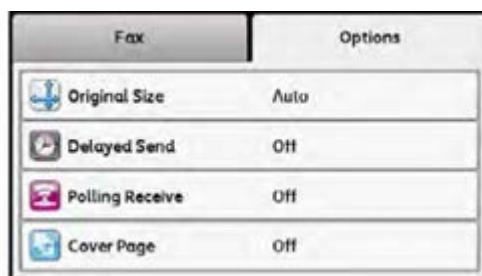 Fax Options
Original Size Auto
Delayed Send Off
Polling Receive Off
Cover Page Off